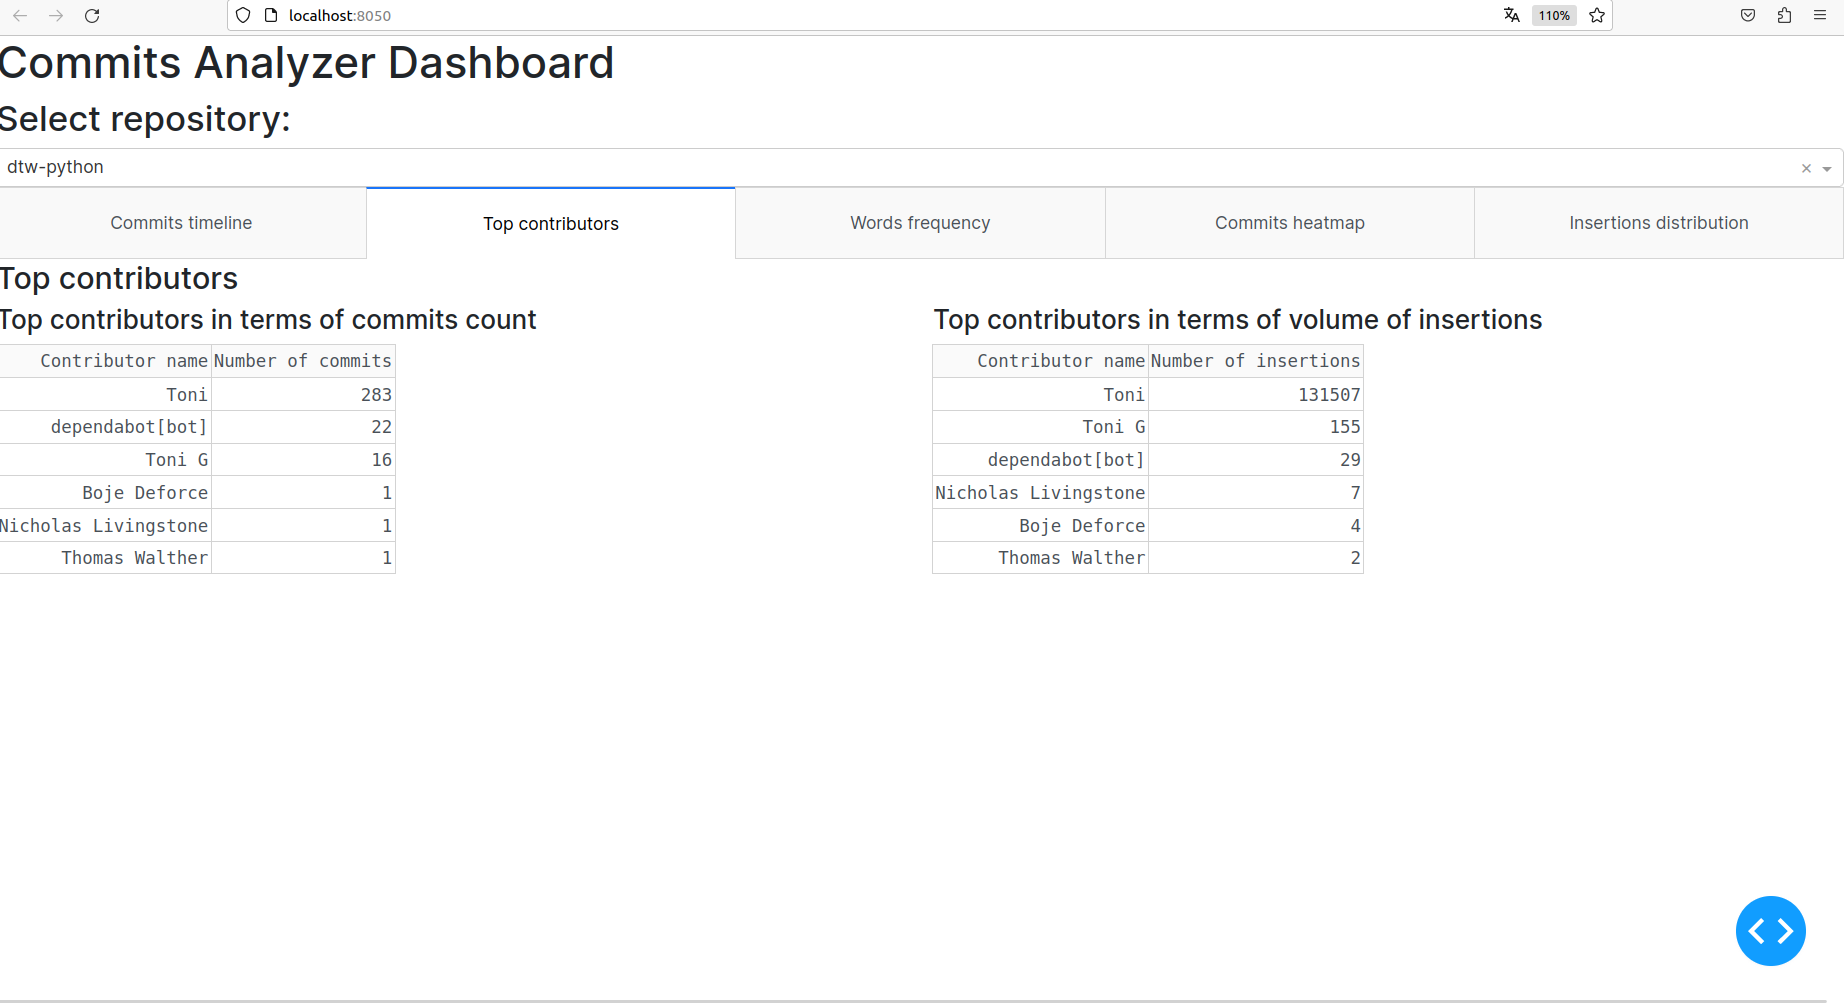 localhost:8050
110%
Commits Analyzer Dashboard
Select repository:
dtw-python
Commits timeline
Top contributors
Words frequency
Commits heatmap
Insertions distribution
Top contributors
Top contributors in terms of commits count
Contributor name Number of commits
Toni 283
dependabot[bot] 22
Toni G 16
Boje Deforce 1
Nicholas Livingstone 1
Thomas Walther 1
Top contributors in terms of volume of insertions
Contributor name Number of insertions
Toni 131507
Toni G 155
dependabot[bot] 29
Nicholas Livingstone 7
Boje Deforce 4
Thomas Walther 2